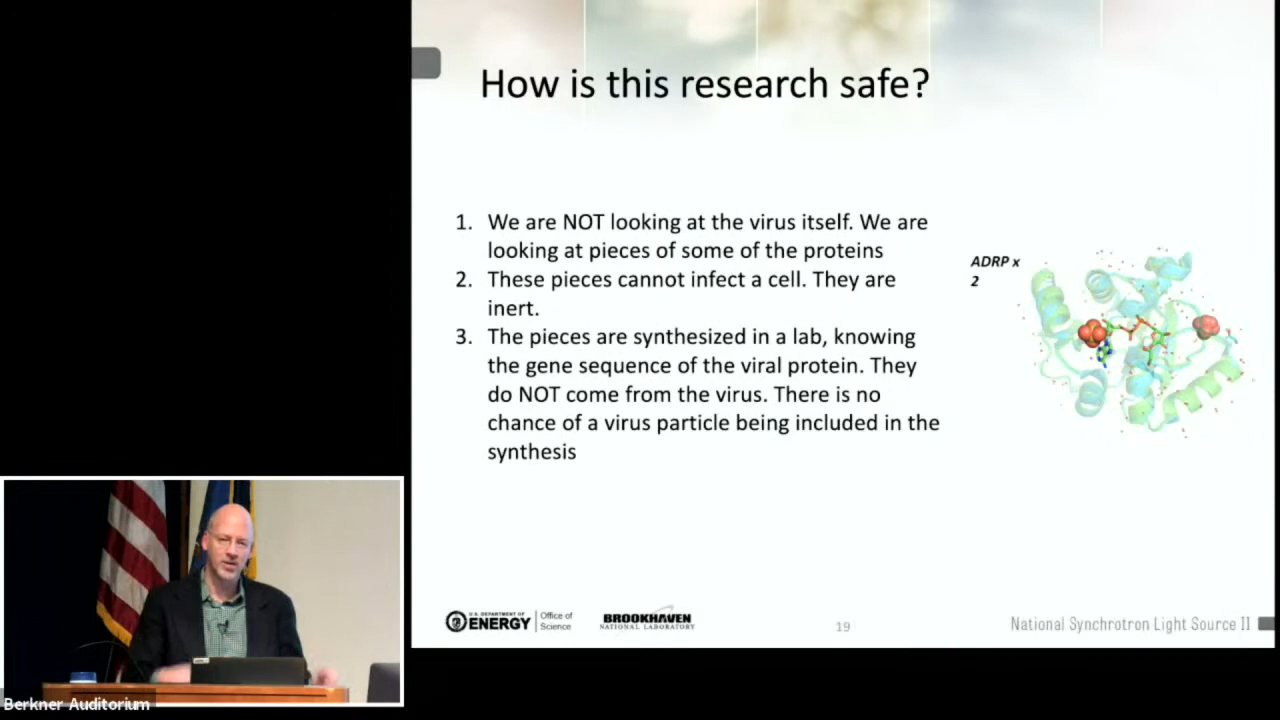 How is this research safe?
1. We are NOT looking at the virus itself. We are
looking at pieces of some of the proteins
2. These pieces cannot infect a cell. They are
inert.
3. The pieces are synthesized in a lab, knowing
the gene sequence of the viral protein. They
do NOT come from the virus. There is no
chance of a virus particle being included in the
synthesis
ADRP x
2
U.S. DEPARTMENT OF
ENERGY
Office of
Science
BROOKHAVEN
NATIONAL LABORATORY
19
National Synchrotron Light Source II
Berkner Auditorium